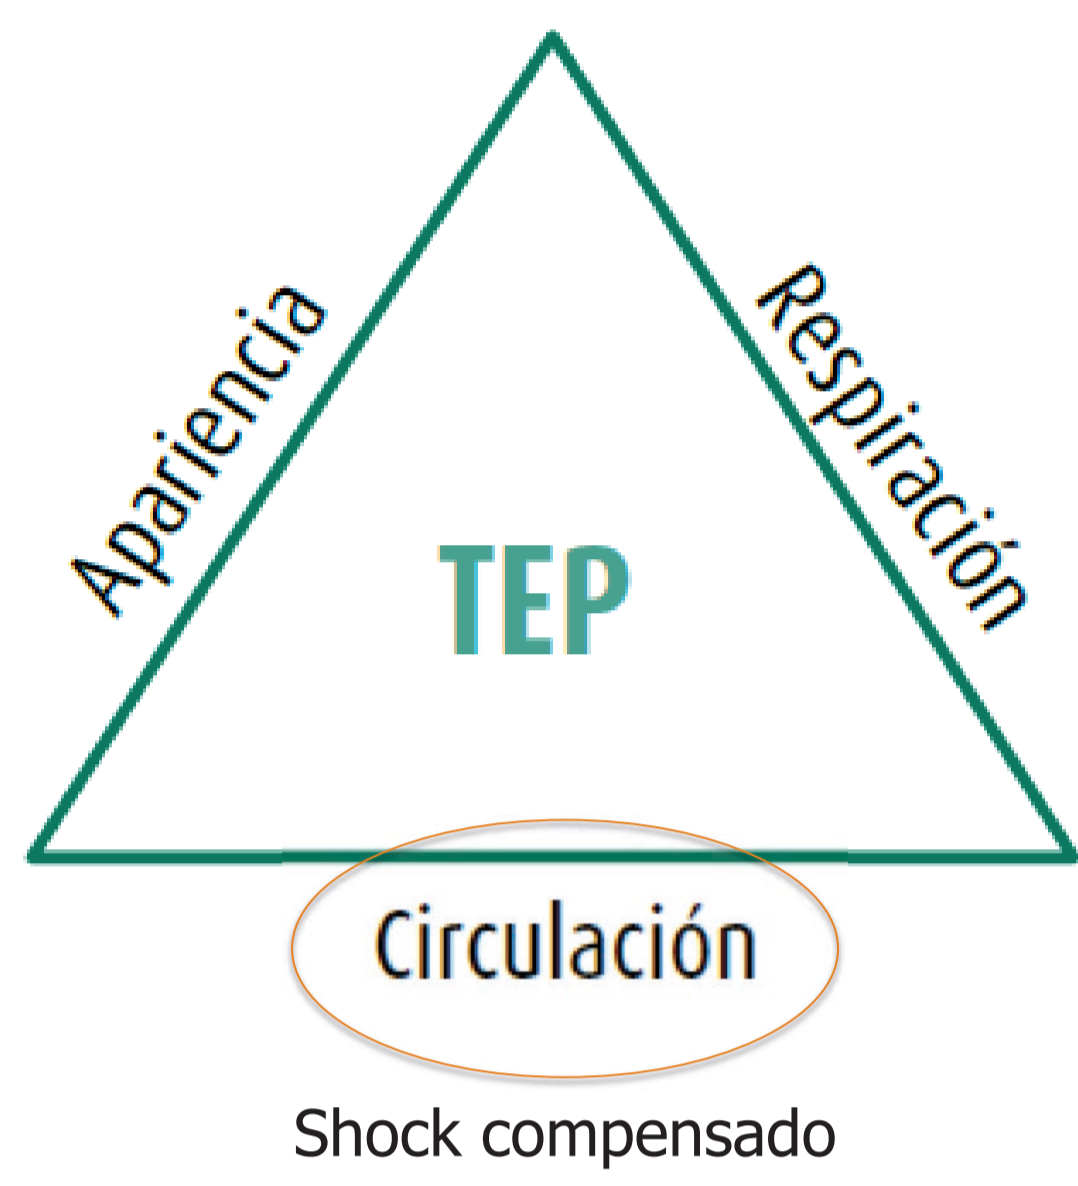 Apariencia
Respiración
TEP
Circulación
Shock compensado